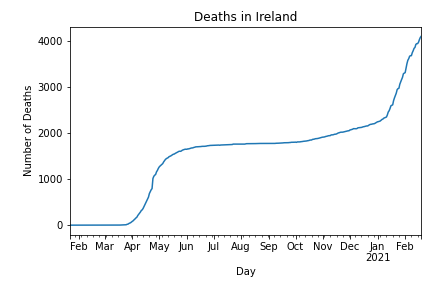 Deaths in Ireland
Number of Deaths
4000
3000
2000
1000
0
Feb Mar Apr May Jun Jul Aug Sep Oct Nov Dec Jan Feb
2021
Day